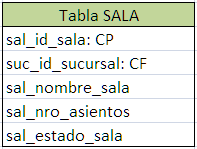 Tabla SALA
sal_id_sala: CP
suc_id_sucursal: CF
sal_nombre_sala
sal_nro_asientos
sal_estado_sala